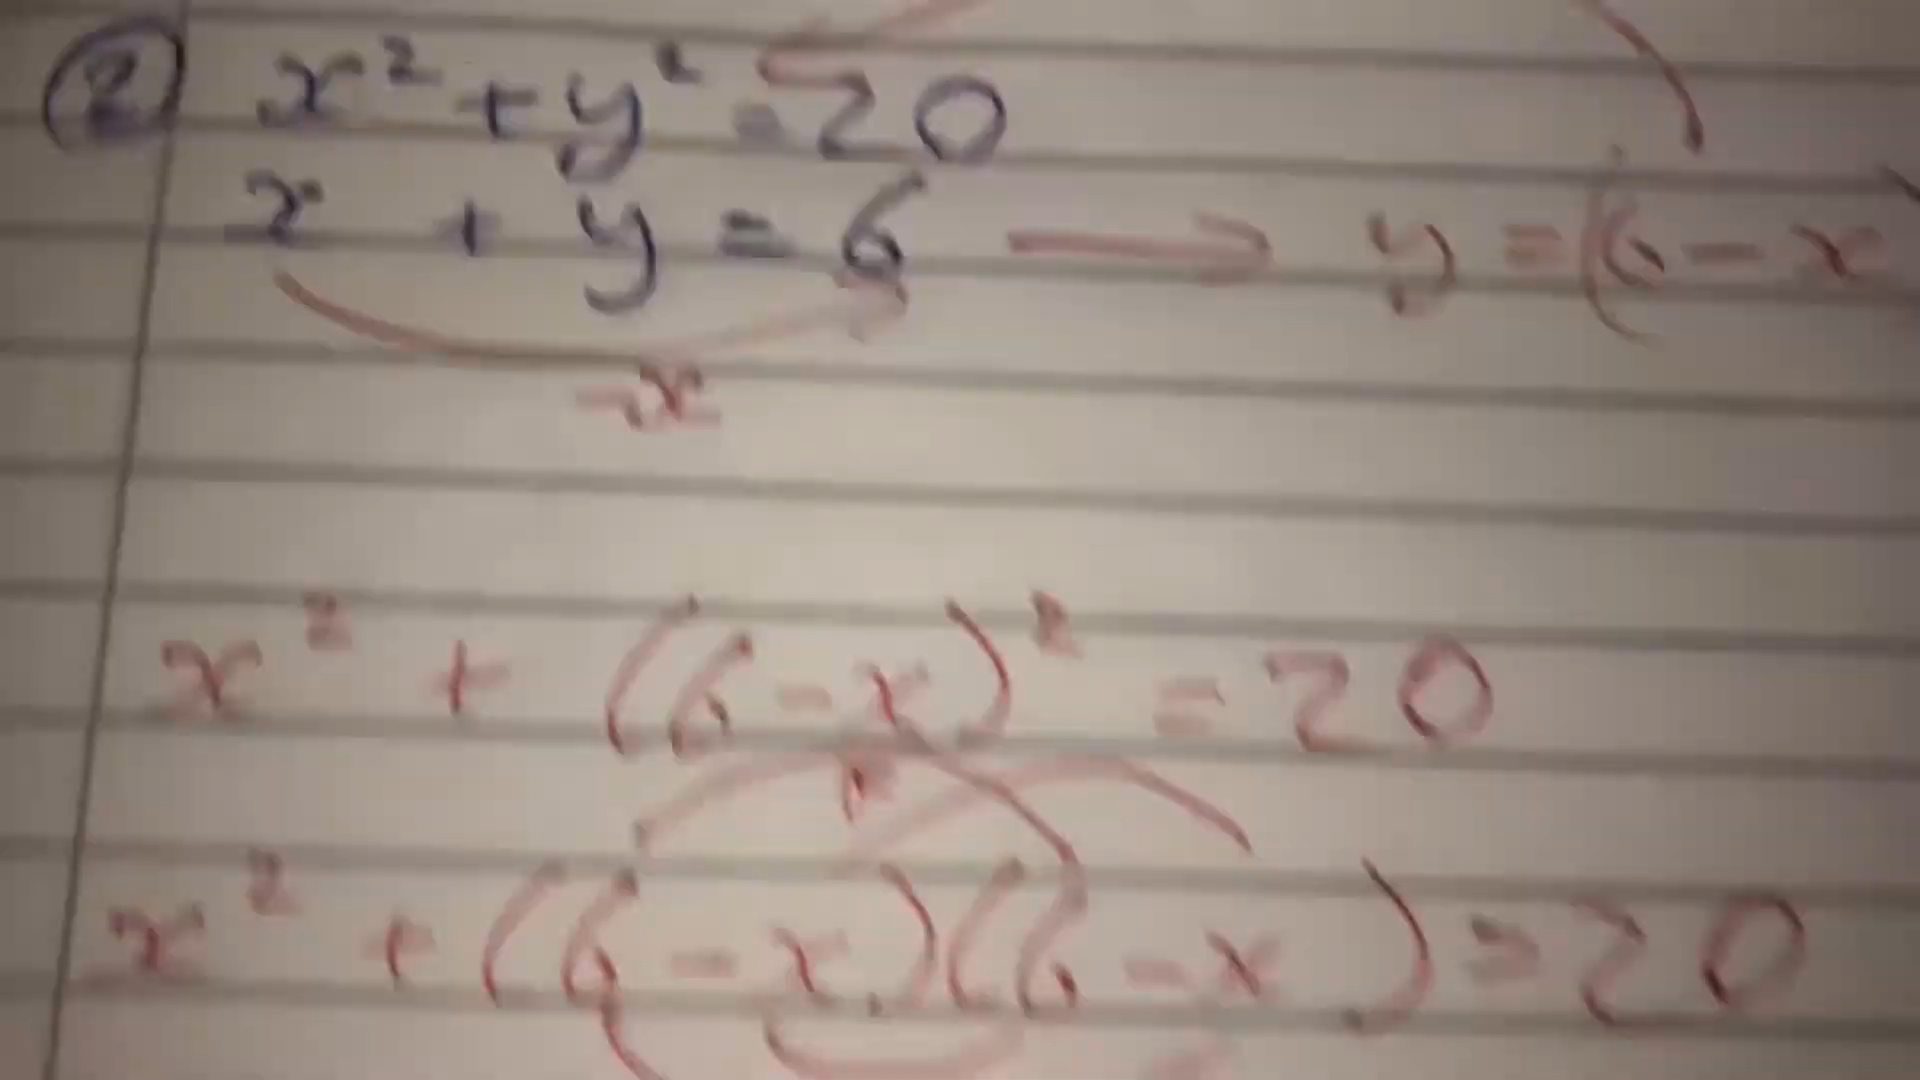 ② x² + y² = 20
x + y = 6 → y = (6 - x
-x
x² + (6 - x)² = 20
x² + (6 - x)(6 - x) = 20